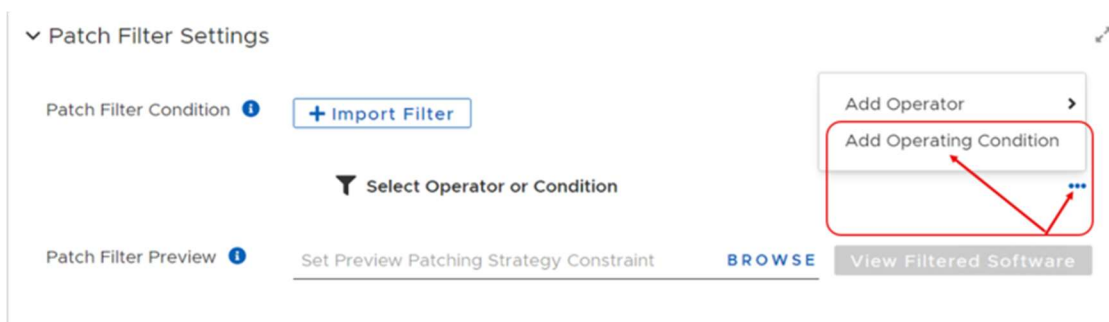 Patch Filter Settings
Patch Filter Condition
+ Import Filter
Add Operator
Add Operating Condition
Select Operator or Condition
Patch Filter Preview
Set Preview Patching Strategy Constraint
BROWSE
View Filtered Software